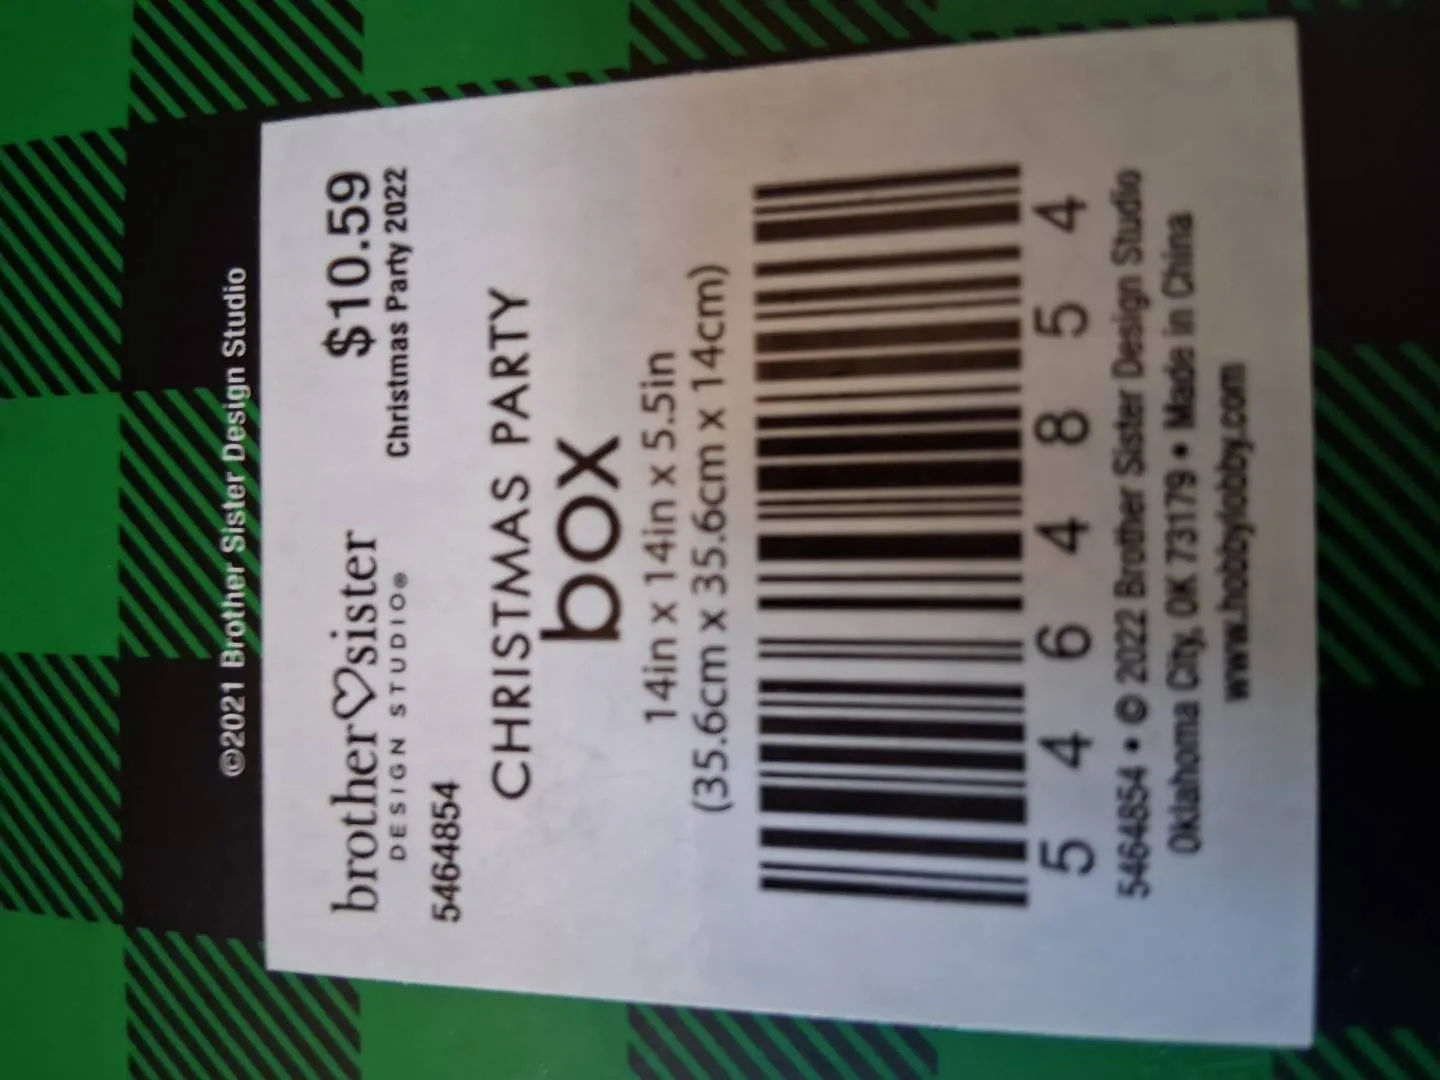 ©2021 Brother Sister Design Studio
brother♡sister
DESIGN STUDIO®
$10.59
Christmas Party 2022
5464854
CHRISTMAS PARTY
box
14in x 14in x 5.5in
(35.6cm x 35.6cm x 14cm)
5 4 6 4 8 5 4
5464854 • © 2022 Brother Sister Design Studio
Oklahoma City, OK 73179 • Made in China
www.hobbylobby.com